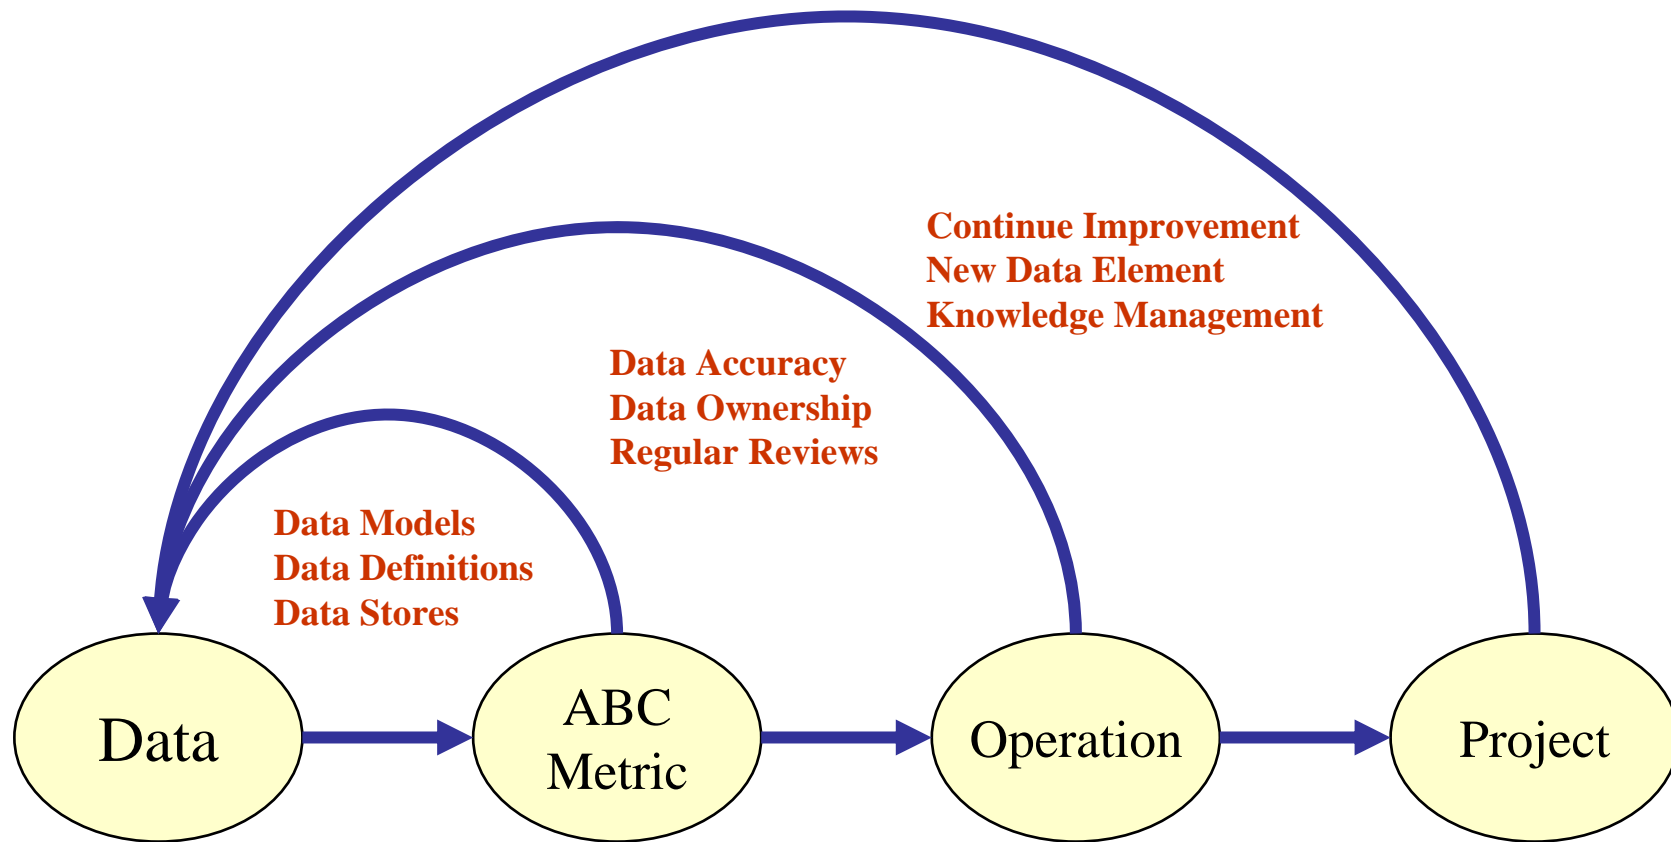 Continue Improvement
New Data Element
Knowledge Management
Data Accuracy
Data Ownership
Regular Reviews
Data Models
Data Definitions
Data Stores
Data
ABC
Metric
Operation
Project